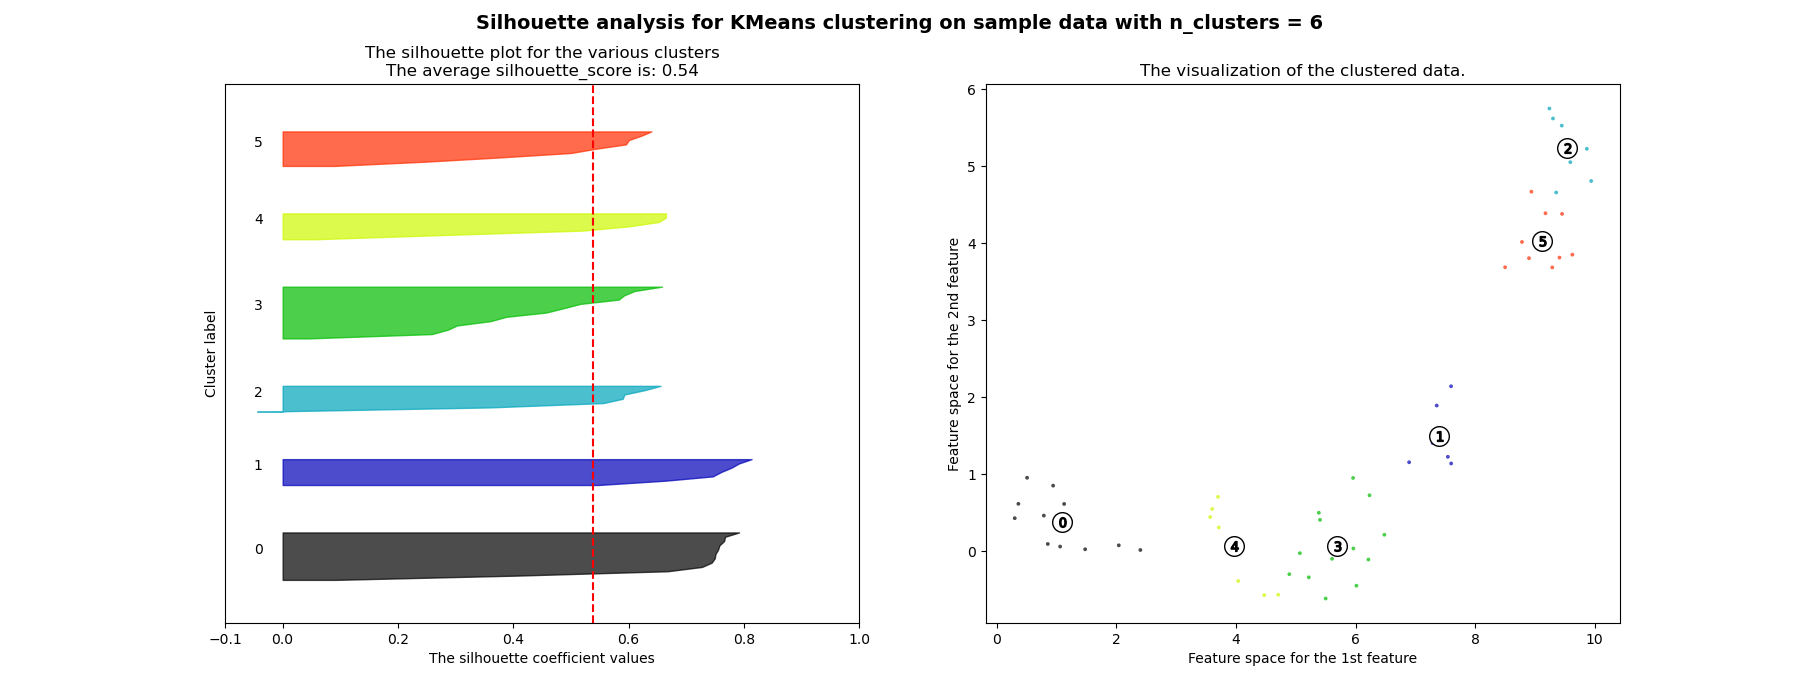 Silhouette analysis for KMeans clustering on sample data with n_clusters = 6
The silhouette plot for the various clusters
The average silhouette_score is: 0.54
Cluster label
5
4
3
2
1
0
−0.1 0.0 0.2 0.4 0.6 0.8 1.0
The silhouette coefficient values
The visualization of the clustered data.
Feature space for the 2nd feature
6
5
4
3
2
1
0
2
5
1
0
4
3
0 2 4 6 8 10
Feature space for the 1st feature